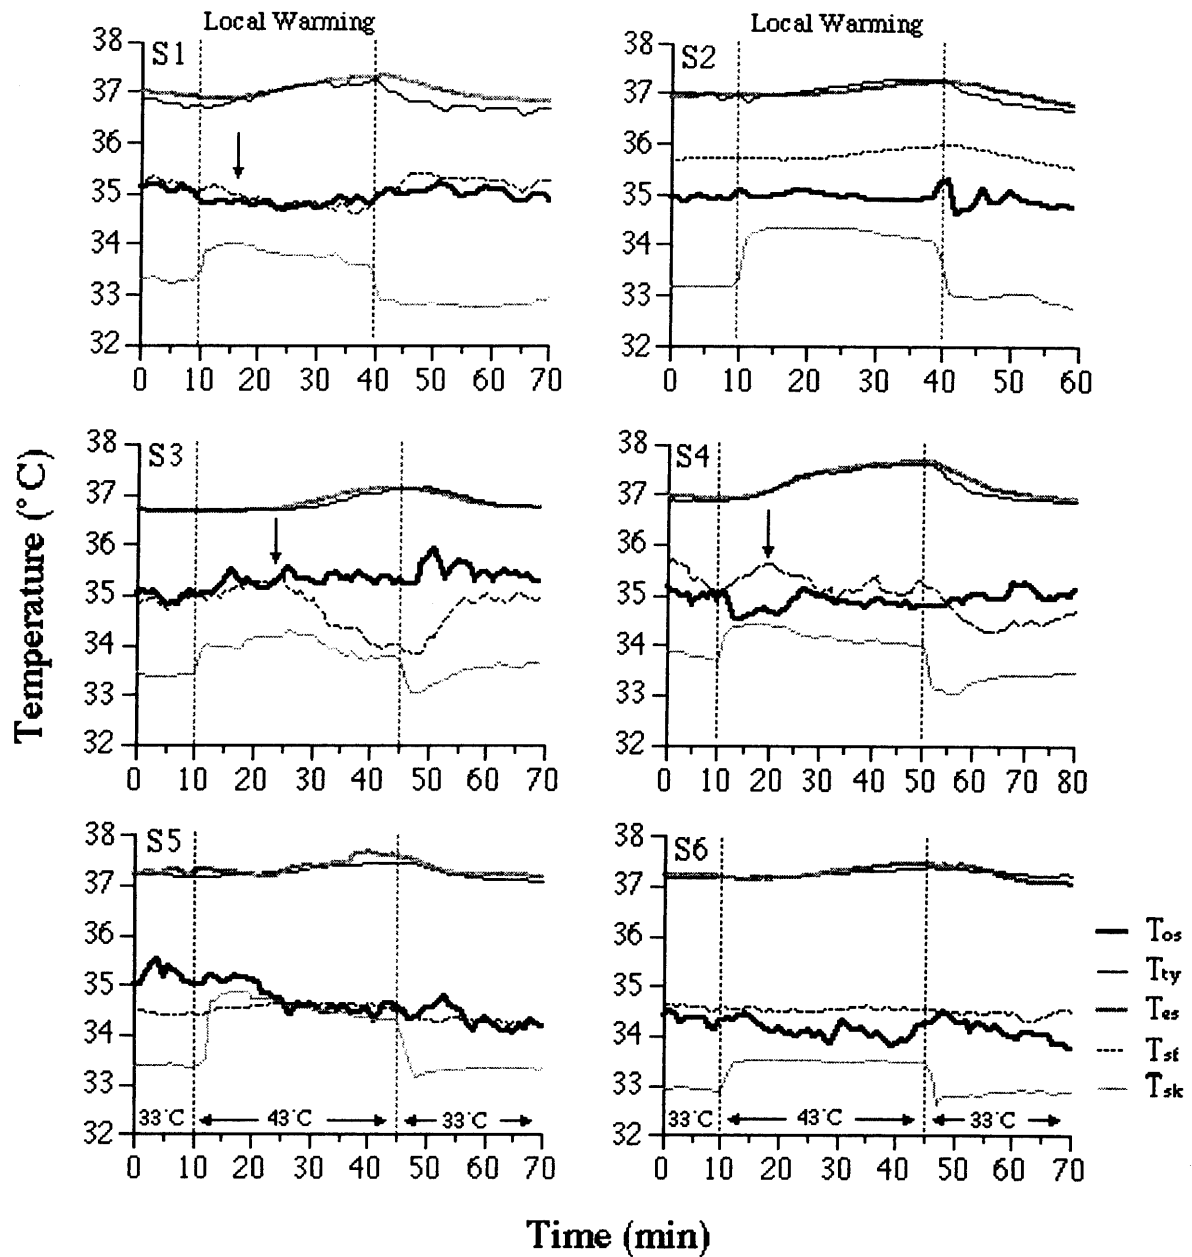 Local Warming Local Warming
S1 S2
38 38
37 37
36 36
35 35
34 34
33 33
32 32
0 10 20 30 40 50 60 70 0 10 20 30 40 50 60
S3 S4
38 38
37 37
36 36
35 35
34 34
33 33
32 32
0 10 20 30 40 50 60 70 0 10 20 30 40 50 60 70 80
Temperature (°C)
S5 S6
38 38
37 37
36 36
35 35
34 34
33 33
32 32
33°C 43°C 33°C 33°C 43°C 33°C
0 10 20 30 40 50 60 70 0 10 20 30 40 50 60 70
Tos
Tty
Tes
Tsf
T̅sk
Time (min)